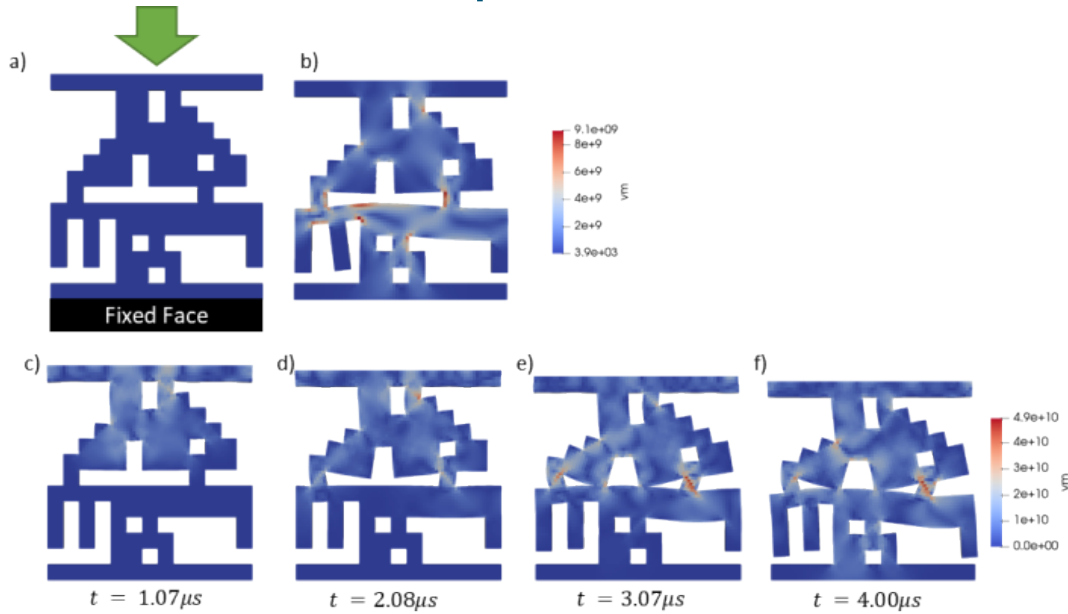 a)
b)
9.1e+09
8e+9
6e+9
4e+9
2e+9
3.9e+03
vm
Fixed Face
c)
d)
e)
f)
4.9e+10
4e+10
3e+10
2e+10
1e+10
0.0e+00
vm
t = 1.07μs
t = 2.08μs
t = 3.07μs
t = 4.00μs